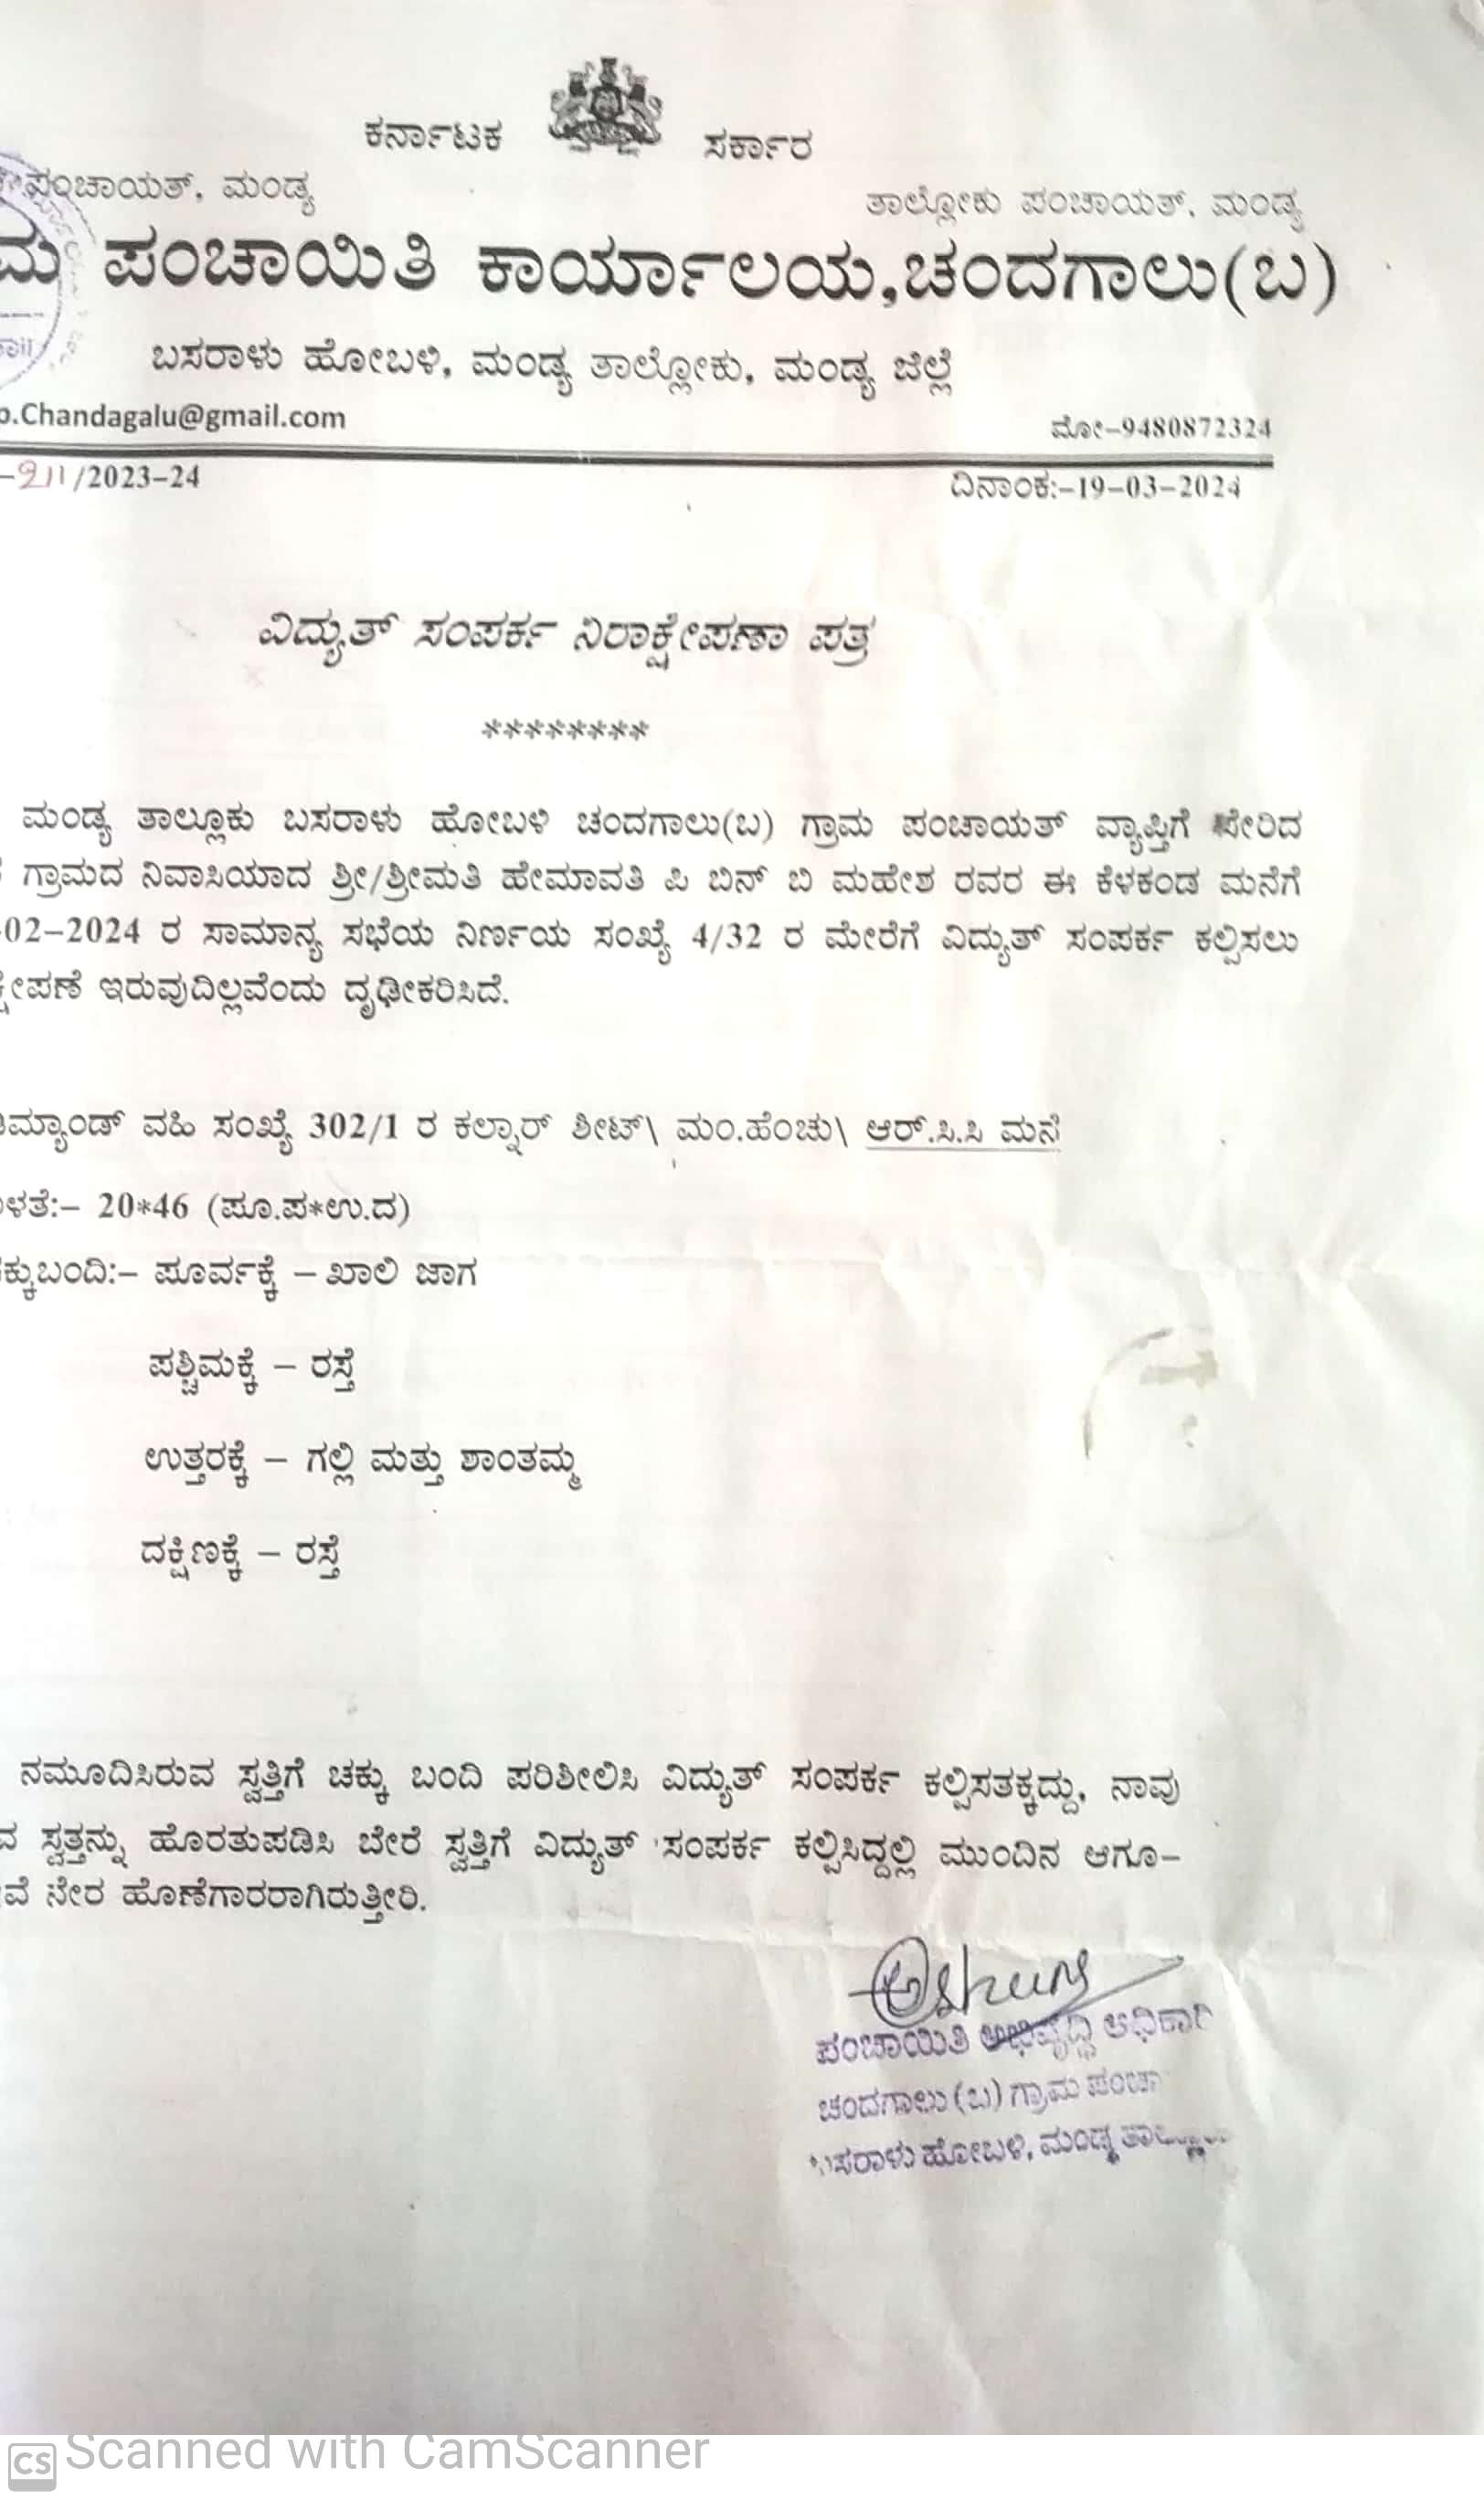 ಕರ್ನಾಟಕ ಸರ್ಕಾರ
ಪಂಚಾಯತ್, ಮಂಡ್ಯ ತಾಲ್ಲೋಕು ಪಂಚಾಯತ್, ಮಂಡ್ಯ
ಮ ಪಂಚಾಯಿತಿ ಕಾರ್ಯಾಲಯ,ಚಂದಗಾಲು(ಬ)
ಬಸರಾಳು ಹೋಬಳಿ, ಮಂಡ್ಯ ತಾಲ್ಲೋಕು, ಮಂಡ್ಯ ಜಿಲ್ಲೆ
p.Chandagalu@gmail.com ಮೋ-9480872324
-211/2023-24 ದಿನಾಂಕ:-19-03-2024
ವಿದ್ಯುತ್ ಸಂಪರ್ಕ ನಿರಾಕ್ಷೇಪಣಾ ಪತ್ರ
********
ಮಂಡ್ಯ ತಾಲ್ಲೂಕು ಬಸರಾಳು ಹೋಬಳಿ ಚಂದಗಾಲು(ಬ) ಗ್ರಾಮ ಪಂಚಾಯತ್ ವ್ಯಾಪ್ತಿಗೆ ಸೇರಿದ
ಗ್ರಾಮದ ನಿವಾಸಿಯಾದ ಶ್ರೀ/ಶ್ರೀಮತಿ ಹೇಮಾವತಿ ಪಿ ಬಿನ್ ಬಿ ಮಹೇಶ ರವರ ಈ ಕೆಳಕಂಡ ಮನೆಗೆ
-02-2024 ರ ಸಾಮಾನ್ಯ ಸಭೆಯ ನಿರ್ಣಯ ಸಂಖ್ಯೆ 4/32 ರ ಮೇರೆಗೆ ವಿದ್ಯುತ್ ಸಂಪರ್ಕ ಕಲ್ಪಿಸಲು
ಕ್ಷೇಪಣೆ ಇರುವುದಿಲ್ಲವೆಂದು ದೃಢೀಕರಿಸಿದೆ.
ಡಿಮ್ಯಾಂಡ್ ವಹಿ ಸಂಖ್ಯೆ 302/1 ರ ಕಲ್ನಾರ್ ಶೀಟ್\ ಮಂ.ಹೆಂಚು\ ಆರ್.ಸಿ.ಸಿ ಮನೆ
ಳತೆ:- 20*46 (ಪೂ.ಪ*ಉ.ದ)
ಕ್ಕುಬಂದಿ:- ಪೂರ್ವಕ್ಕೆ - ಖಾಲಿ ಜಾಗ
ಪಶ್ಚಿಮಕ್ಕೆ - ರಸ್ತೆ
ಉತ್ತರಕ್ಕೆ - ಗಲ್ಲಿ ಮತ್ತು ಶಾಂತಮ್ಮ
ದಕ್ಷಿಣಕ್ಕೆ - ರಸ್ತೆ
ನಮೂದಿಸಿರುವ ಸ್ವತ್ತಿಗೆ ಚಕ್ಕು ಬಂದಿ ಪರಿಶೀಲಿಸಿ ವಿದ್ಯುತ್ ಸಂಪರ್ಕ ಕಲ್ಪಿಸತಕ್ಕದ್ದು, ನಾವು
ವ ಸ್ವತ್ತನ್ನು ಹೊರತುಪಡಿಸಿ ಬೇರೆ ಸ್ವತ್ತಿಗೆ ವಿದ್ಯುತ್ ಸಂಪರ್ಕ ಕಲ್ಪಿಸಿದ್ದಲ್ಲಿ ಮುಂದಿನ ಆಗೂ-
ವೆ ನೇರ ಹೊಣೆಗಾರರಾಗಿರುತ್ತೀರಿ.
ಪಂಚಾಯಿತಿ ಅಭಿವೃದ್ಧಿ ಅಧಿಕಾರಿ
ಚಂದಗಾಲು (ಬ) ಗ್ರಾಮ ಪಂಚಾ
ಬಸರಾಳು ಹೋಬಳಿ, ಮಂಡ್ಯ ತಾಲ್ಲೂಕು
CS Scanned with CamScanner